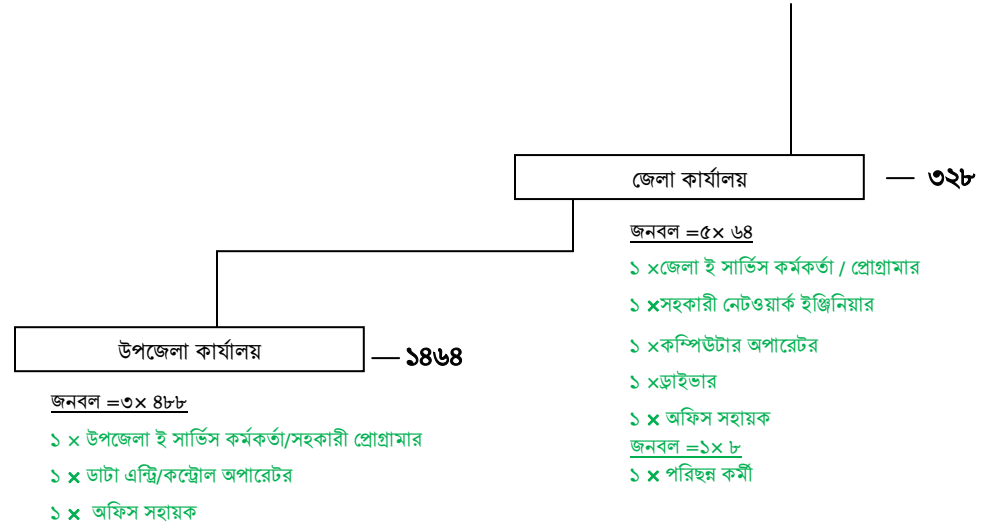 জেলা কার্যালয় — ৩২৮
জনবল =৫× ৬৪
১ ×জেলা ই সার্ভিস কর্মকর্তা / প্রোগ্রামার
১ ×সহকারী নেটওয়ার্ক ইঞ্জিনিয়ার
১ ×কম্পিউটার অপারেটর
১ ×ড্রাইভার
১ × অফিস সহায়ক
জনবল =১× ৮
১ × পরিছন্ন কর্মী
উপজেলা কার্যালয় — ১৪৬৪
জনবল =৩× ৪৮৮
১ × উপজেলা ই সার্ভিস কর্মকর্তা/সহকারী প্রোগ্রামার
১ × ডাটা এন্ট্রি/কন্ট্রোল অপারেটর
১ × অফিস সহায়ক